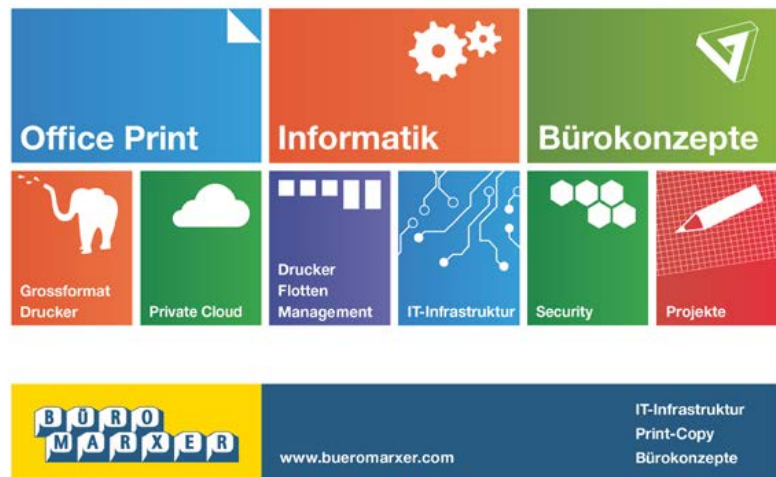 Office Print
Informatik
Bürokonzepte
Grossformat
Drucker
Private Cloud
Drucker
Flotten
Management
IT-Infrastruktur
Security
Projekte
BÜRO
MARXER
www.bueromarxer.com
IT-Infrastruktur
Print-Copy
Bürokonzepte